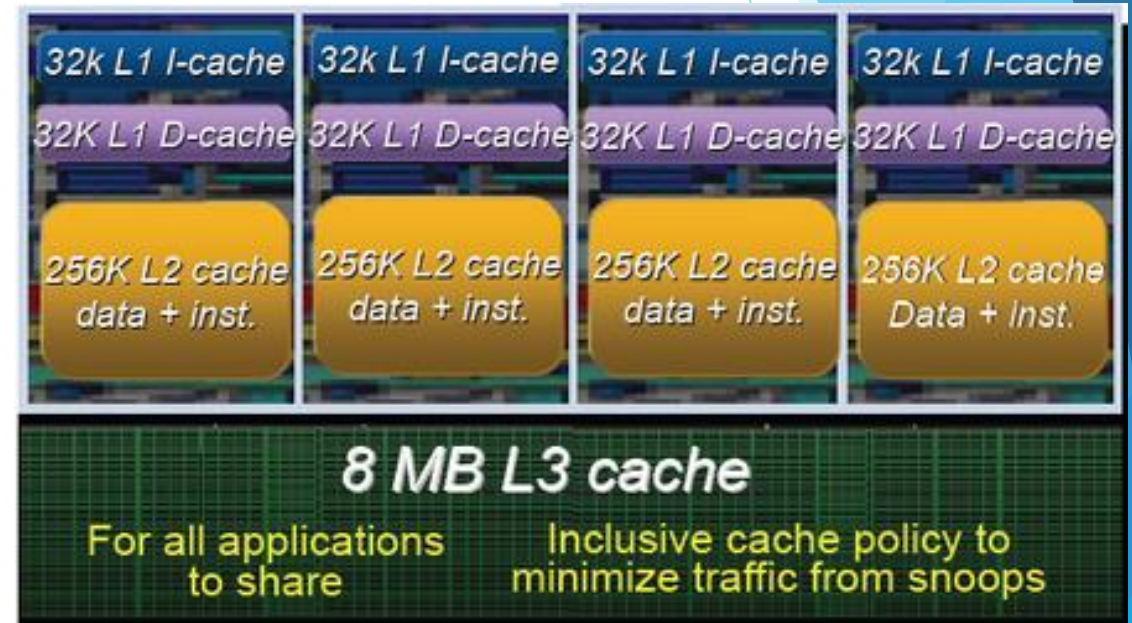 32k L1 I-cache
32K L1 D-cache
256K L2 cache
data + inst.
32k L1 I-cache
32K L1 D-cache
256K L2 cache
data + inst.
32k L1 I-cache
32K L1 D-cache
256K L2 cache
data + inst.
32k L1 I-cache
32K L1 D-cache
256K L2 cache
Data + inst.
8 MB L3 cache
For all applications
to share
Inclusive cache policy to
minimize traffic from snoops